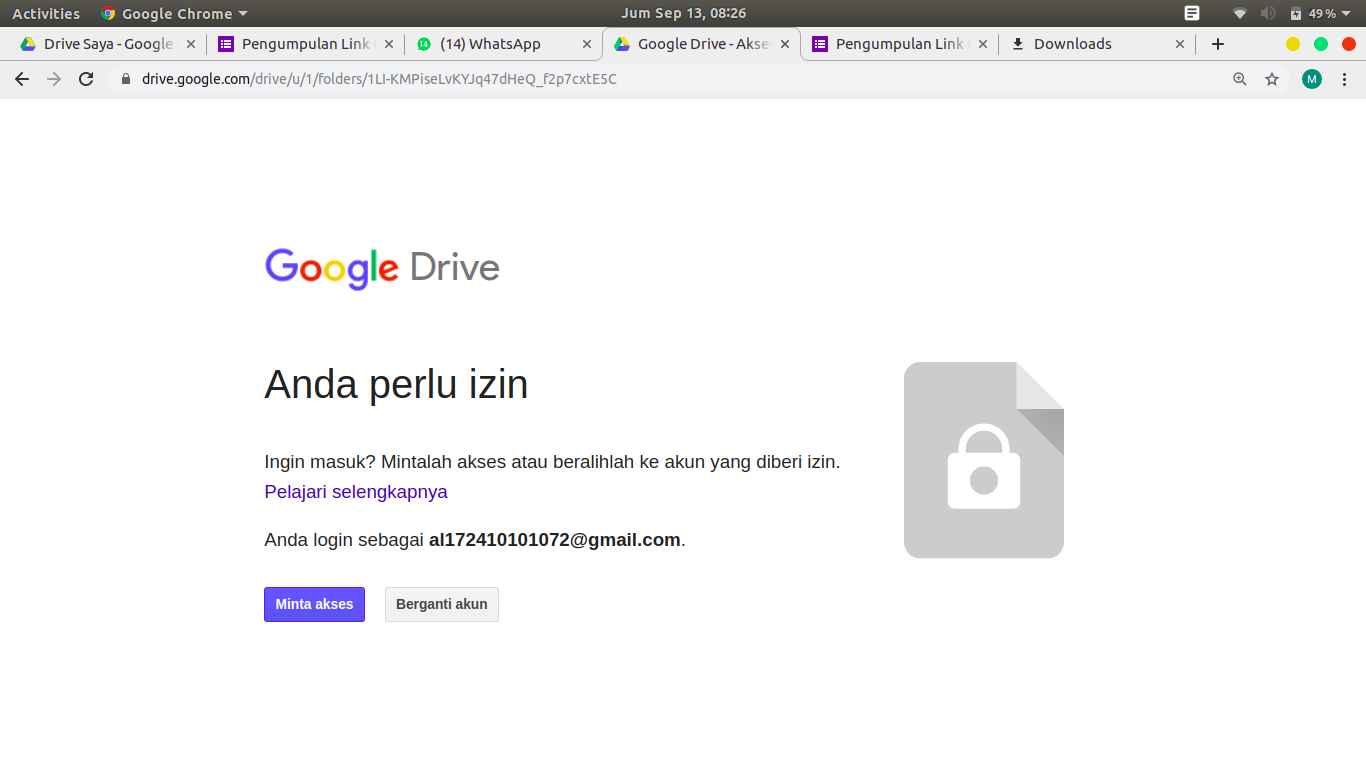 Activities Google Chrome Jum Sep 13, 08:26 49 %
Drive Saya - Google Pengumpulan Link (14) WhatsApp Google Drive - Akse Pengumpulan Link Downloads
drive.google.com/drive/u/1/folders/1LI-KMPiseLvKYJq47dHeQ_f2p7cxtE5C M
Google Drive
Anda perlu izin
Ingin masuk? Mintalah akses atau beralihlah ke akun yang diberi izin.
Pelajari selengkapnya
Anda login sebagai al172410101072@gmail.com.
Minta akses Berganti akun